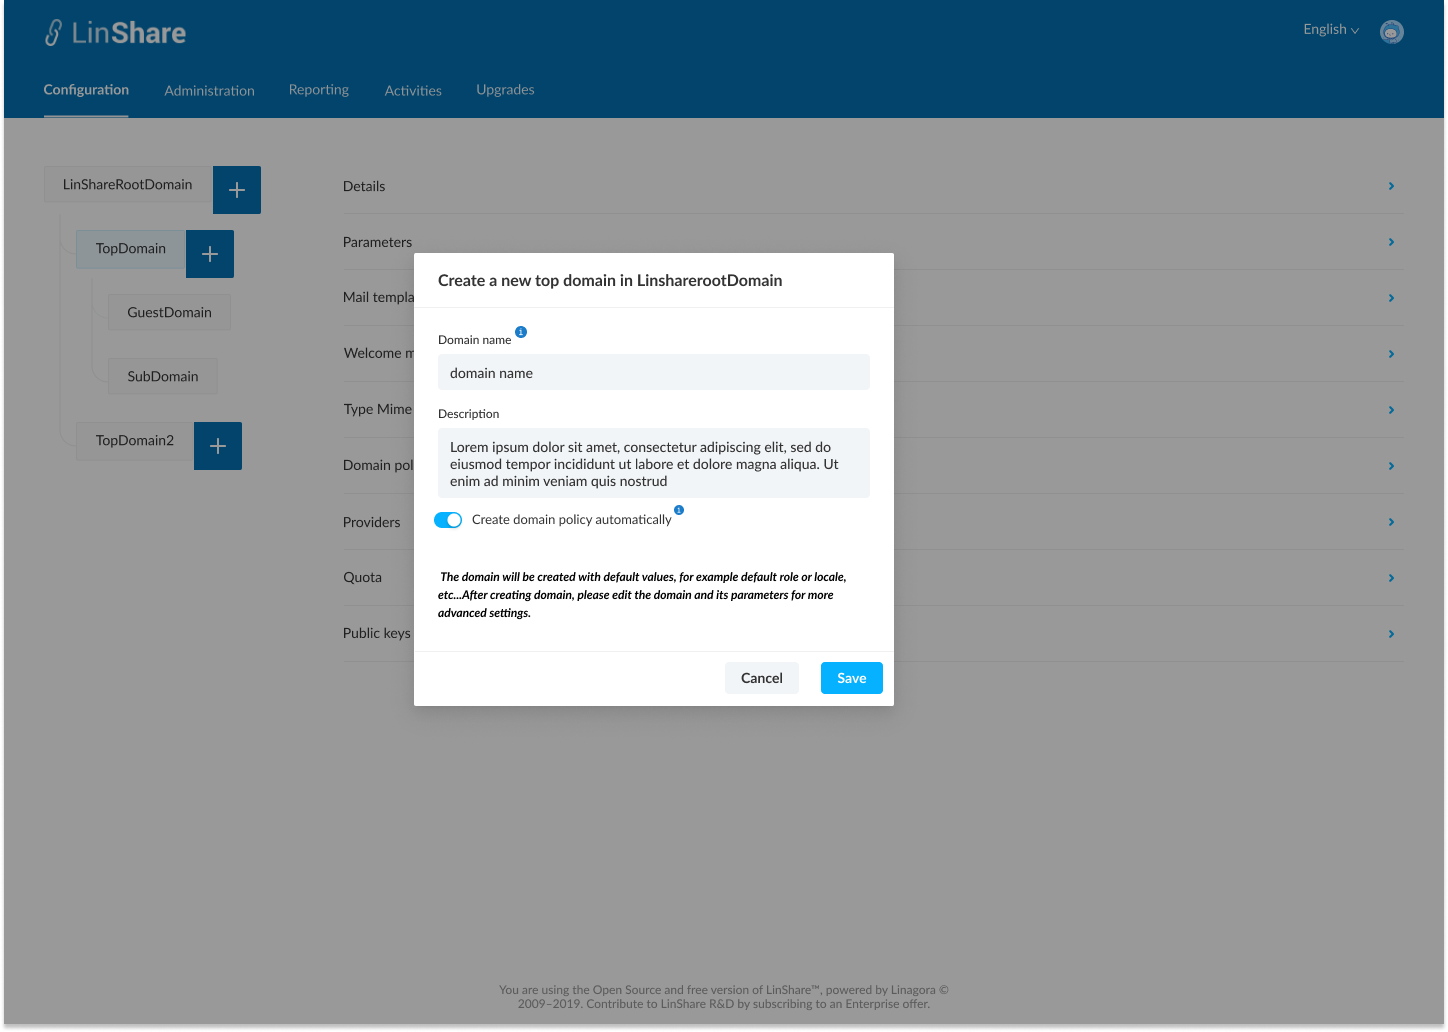 LinShare
English
Configuration
Administration
Reporting
Activities
Upgrades
LinShareRootDomain
TopDomain
GuestDomain
SubDomain
TopDomain2
Details
Parameters
Mail templa
Welcome m
Type Mime
Domain pol
Providers
Quota
Public keys
Create a new top domain in LinsharerootDomain
Domain name
domain name
Description
Lorem ipsum dolor sit amet, consectetur adipiscing elit, sed do
eiusmod tempor incididunt ut labore et dolore magna aliqua. Ut
enim ad minim veniam quis nostrud
Create domain policy automatically
The domain will be created with default values, for example default role or locale,
etc...After creating domain, please edit the domain and its parameters for more
advanced settings.
Cancel
Save
You are using the Open Source and free version of LinShare™, powered by Linagora ©
2009–2019. Contribute to LinShare R&D by subscribing to an Enterprise offer.